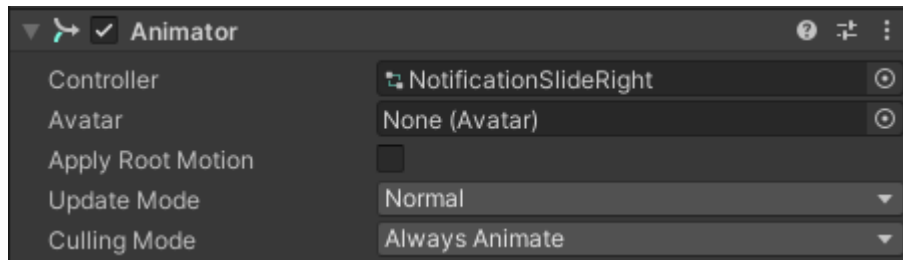 Animator
Controller NotificationSlideRight
Avatar None (Avatar)
Apply Root Motion
Update Mode Normal
Culling Mode Always Animate